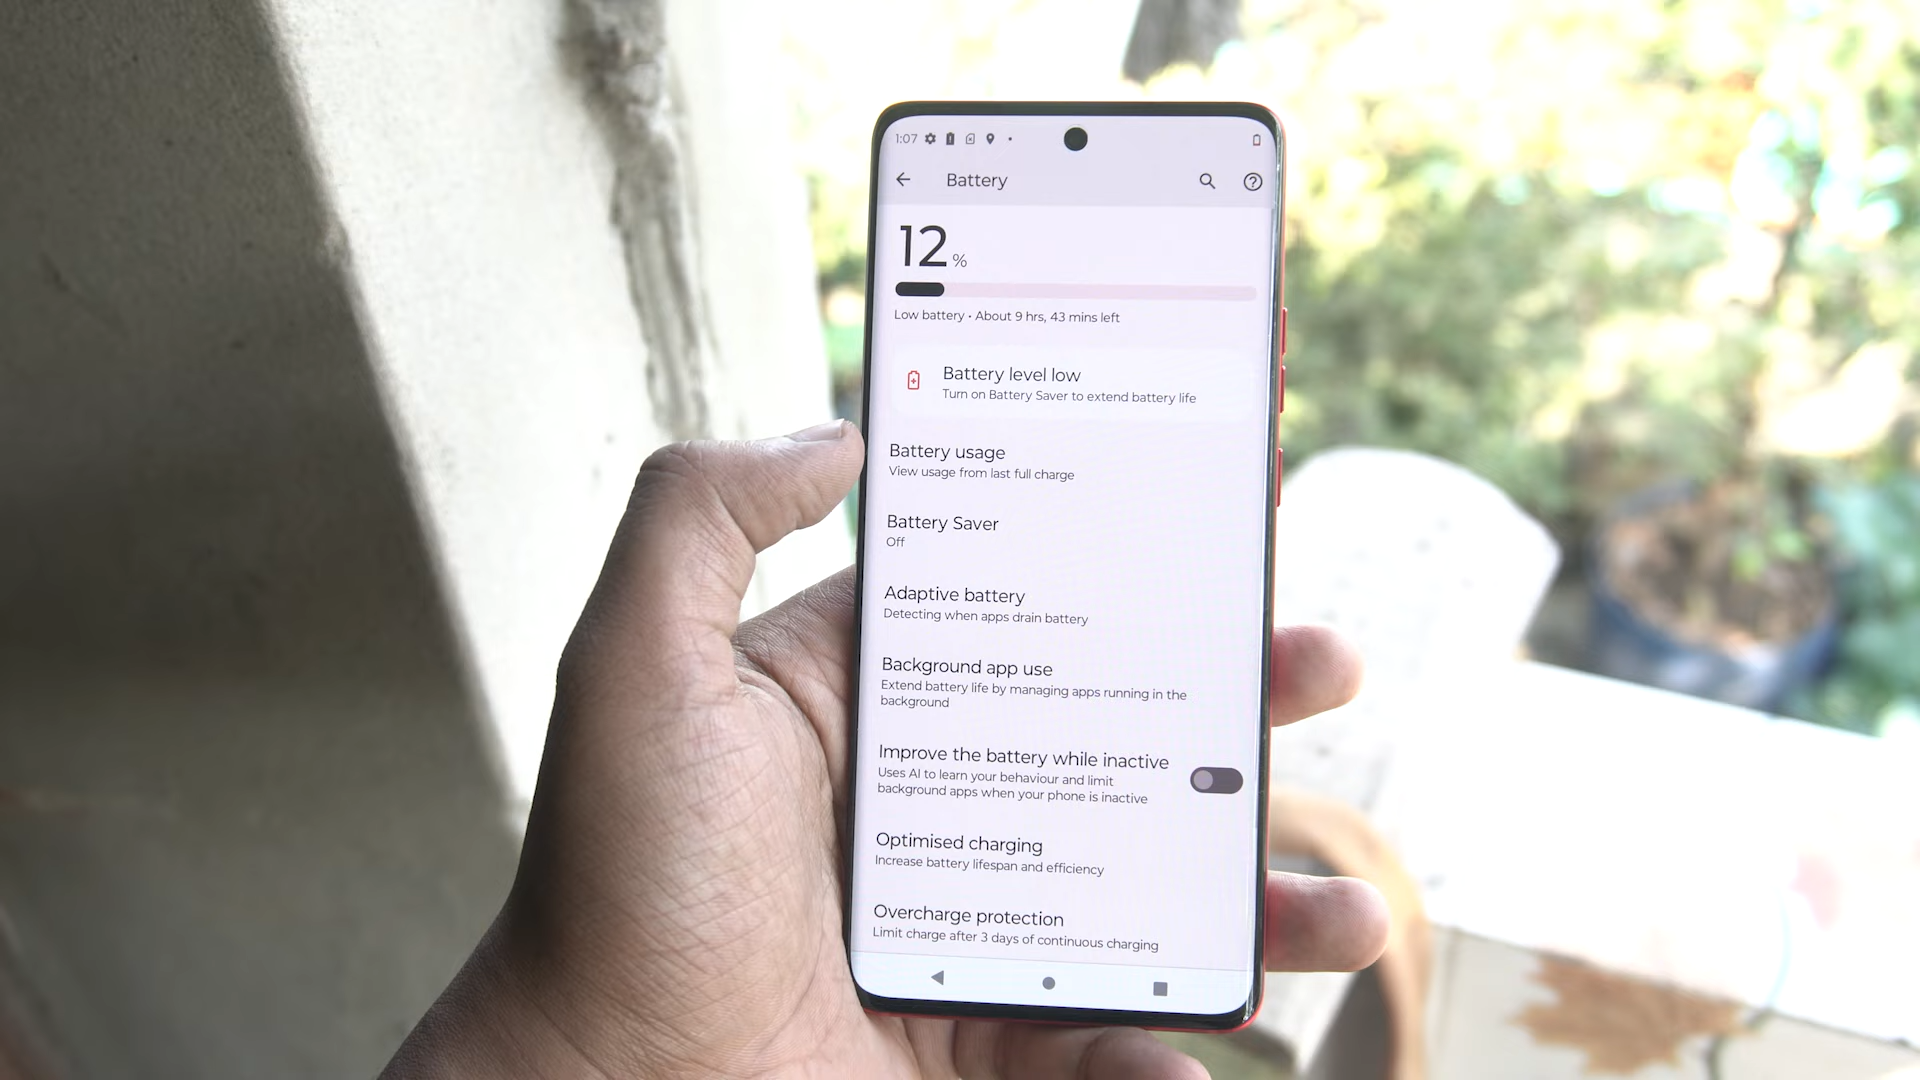 1:07
Battery
12%
Low battery • About 9 hrs, 43 mins left
Battery level low
Turn on Battery Saver to extend battery life
Battery usage
View usage from last full charge
Battery Saver
Off
Adaptive battery
Detecting when apps drain battery
Background app use
Extend battery life by managing apps running in the
background
Improve the battery while inactive
Uses AI to learn your behaviour and limit
background apps when your phone is inactive
Optimised charging
Increase battery lifespan and efficiency
Overcharge protection
Limit charge after 3 days of continuous charging